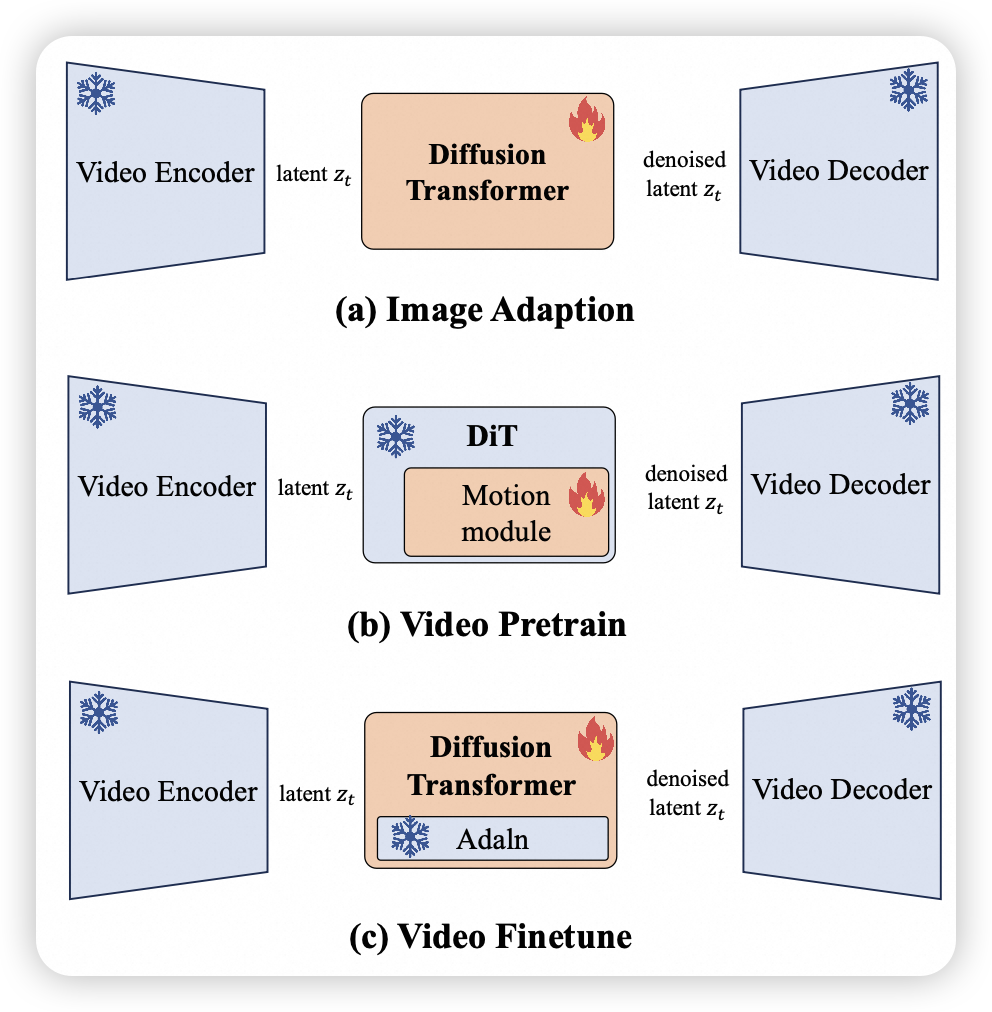 Video Encoder
latent z_t
Diffusion
Transformer
denoised
latent z_t
Video Decoder
(a) Image Adaption
Video Encoder
latent z_t
DiT
Motion
module
denoised
latent z_t
Video Decoder
(b) Video Pretrain
Video Encoder
latent z_t
Diffusion
Transformer
Adaln
denoised
latent z_t
Video Decoder
(c) Video Finetune